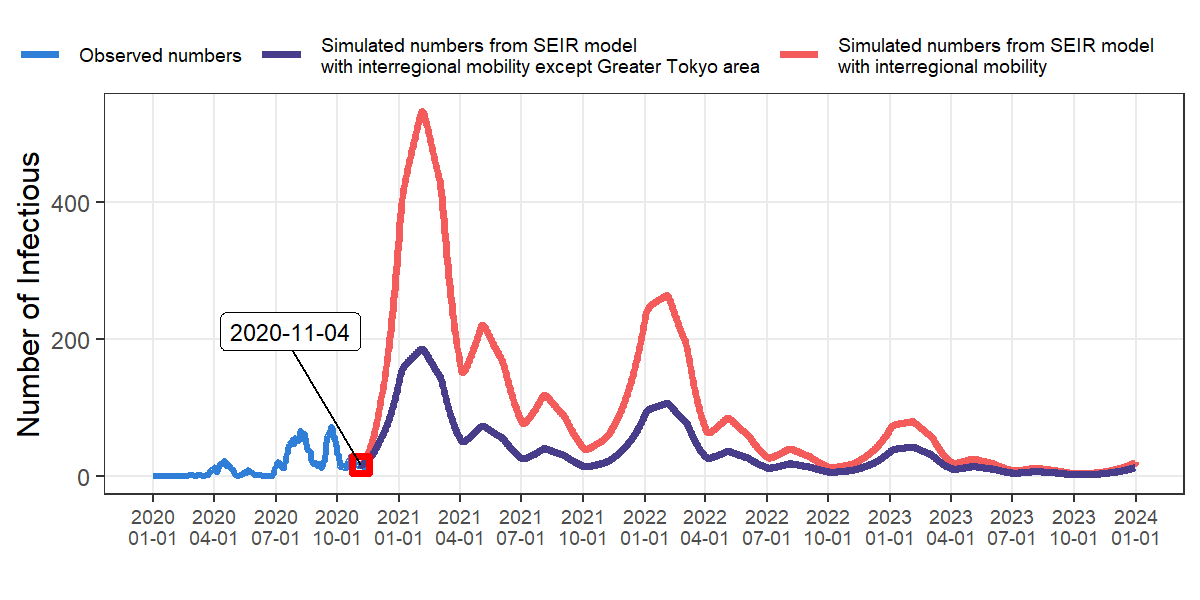 Observed numbers
Simulated numbers from SEIR model
with interregional mobility except Greater Tokyo area
Simulated numbers from SEIR model
with interregional mobility
Number of Infectious
400
200
0
2020-11-04
2020 2020 2020 2020 2021 2021 2021 2021 2022 2022 2022 2022 2023 2023 2023 2023 2024
01-01 04-01 07-01 10-01 01-01 04-01 07-01 10-01 01-01 04-01 07-01 10-01 01-01 04-01 07-01 10-01 01-01